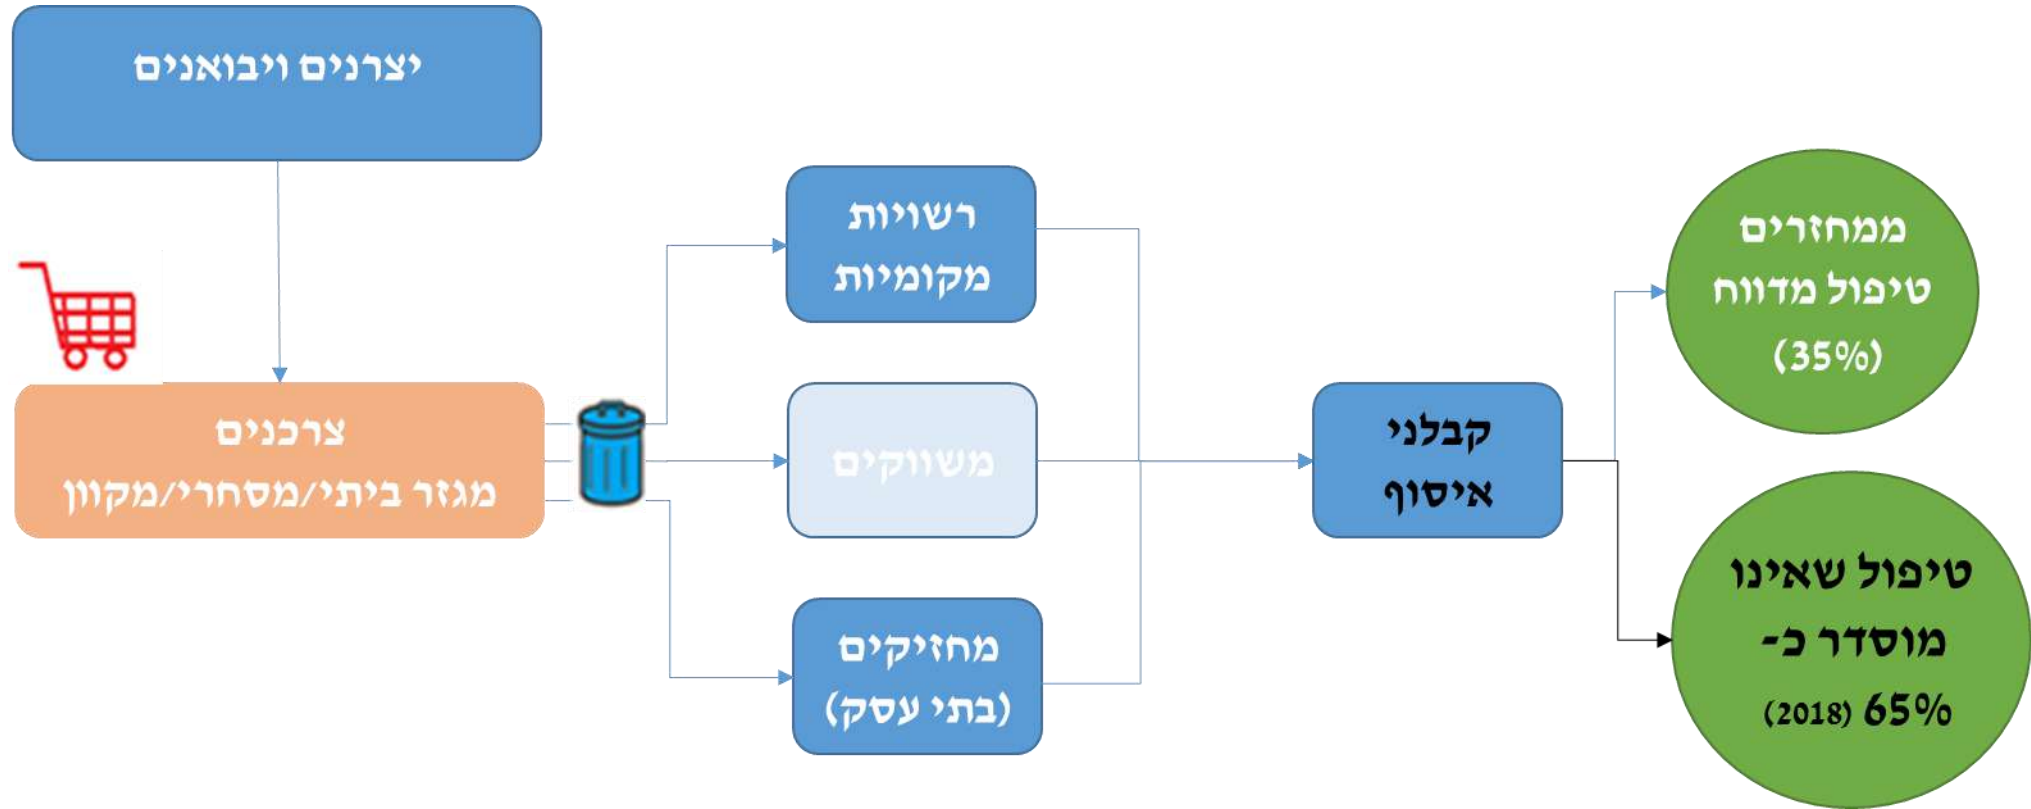 יצרנים ויבואנים
צרכנים
מגזר ביתי/מסחרי/מקוון
רשויות
מקומיות
משווקים
מחזיקים
(בתי עסק)
קבלני
איסוף
ממחזרים
טיפול מדווח
(35%)
טיפול שאינו
מוסדר כ-
65% (2018)